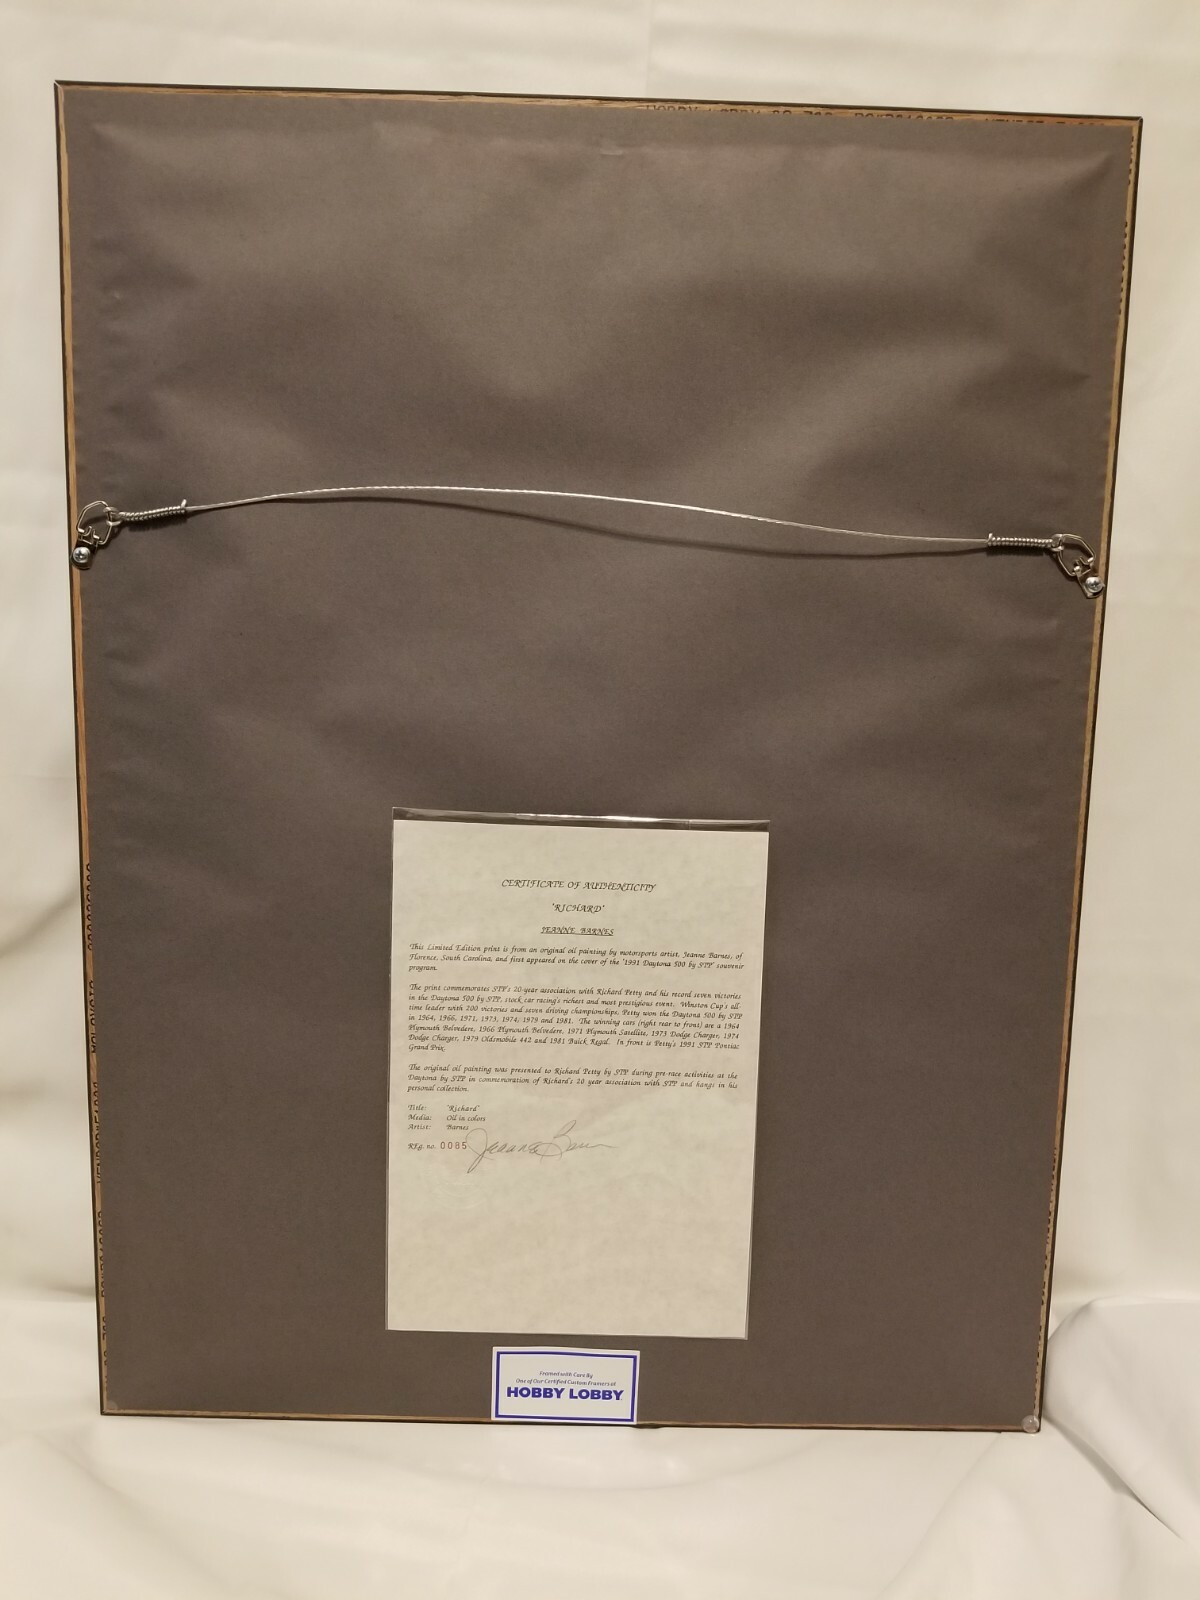 CERTIFICATE OF AUTHENTICITY
"RICHARD"
JEANNE BARNES
This Limited Edition print is from an original oil painting by motorsports artist, Jeanne Barnes, of
Florence, South Carolina, and first appeared on the cover of the "1991 Daytona 500 by STP" souvenir
program.
The print commemorates STP's 20-year association with Richard Petty and his record seven victories
in the Daytona 500 by STP, stock car racing's richest and most prestigious event. Winston Cup's all-
time leader with 200 victories and seven driving championships, Petty won the Daytona 500 by STP
in 1964, 1966, 1971, 1973, 1974, 1979 and 1981. The winning cars (right rear to front) are a 1964
Plymouth Belvedere, 1966 Plymouth Belvedere, 1971 Plymouth Satellite, 1973 Dodge Charger, 1974
Dodge Charger, 1979 Oldsmobile 442 and 1981 Buick Regal. In front is Petty's 1991 STP Pontiac
Grand Prix.
The original oil painting was presented to Richard Petty by STP during pre-race activities at the
Daytona by STP in commemoration of Richard's 20 year association with STP and hangs in his
personal collection.
Title: "Richard"
Media: Oil in colors
Artist: Barnes
REg. no. 0085 Jeanne Barnes
Framed with Care By
One of Our Certified Custom Framers at
HOBBY LOBBY